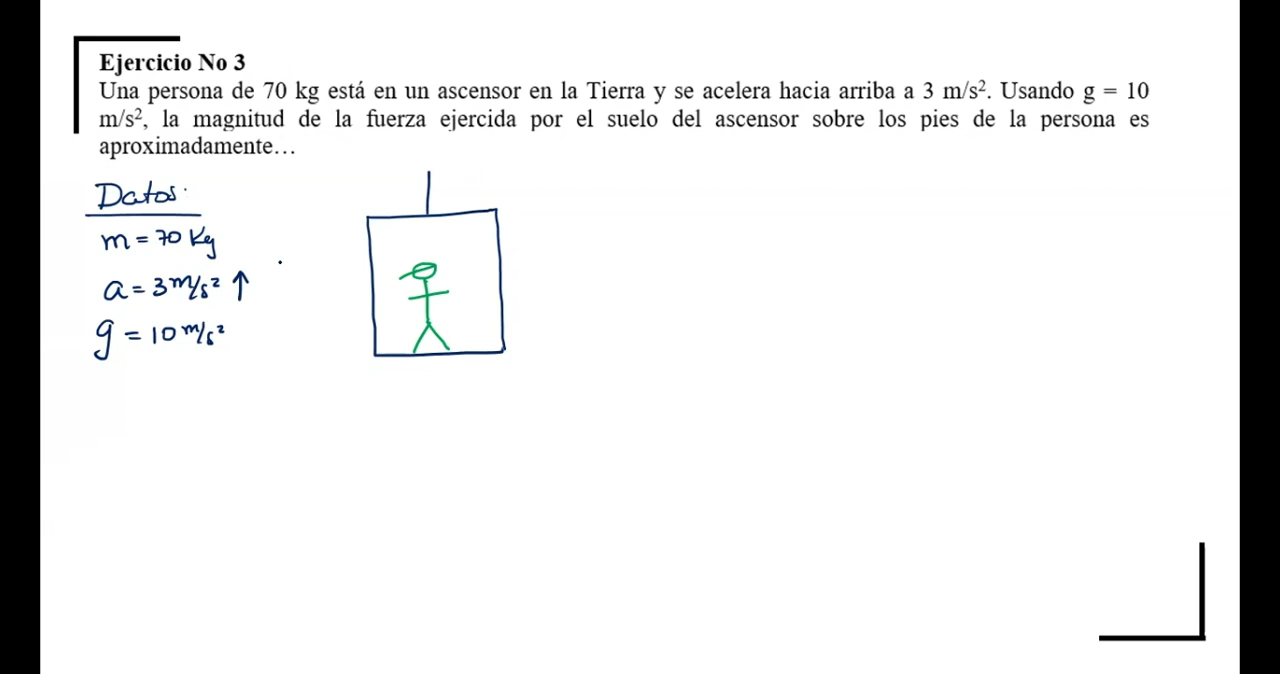 Ejercicio No 3
Una persona de 70 kg está en un ascensor en la Tierra y se acelera hacia arriba a 3 m/s². Usando g = 10
m/s², la magnitud de la fuerza ejercida por el suelo del ascensor sobre los pies de la persona es
aproximadamente…
Datos.
m = 70 Kg
a = 3 m/s² ↑
g = 10 m/s²